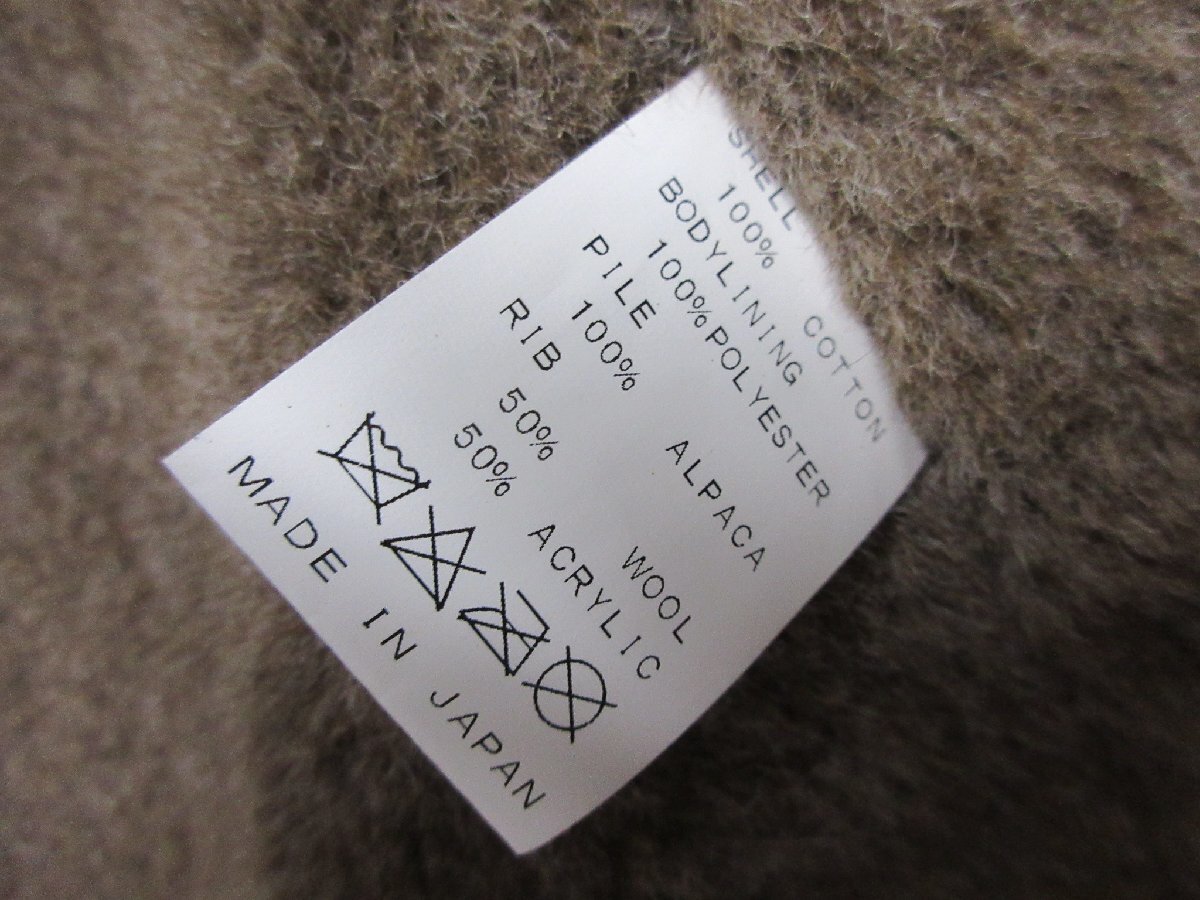 SHELL
100% COTTON
BODYLINING
100%POLYESTER
PILE
100% ALPACA
RIB
50% WOOL
50% ACRYLIC
MADE IN JAPAN